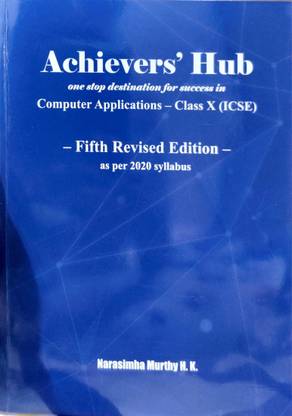 Achievers' Hub
one stop destination for success in
Computer Applications – Class X (ICSE)
– Fifth Revised Edition –
as per 2020 syllabus
Narasimha Murthy H. K.